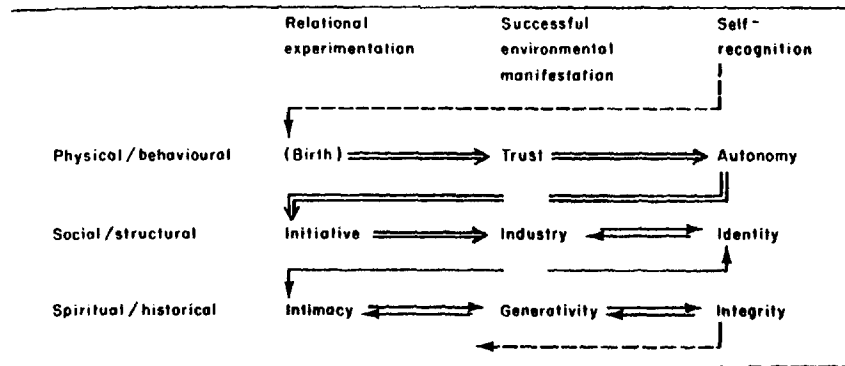 Relational Successful Self-
experimentation environmental recognition
manifestation
Physical/behavioural (Birth) Trust Autonomy
Social/structural Initiative Industry Identity
Spiritual/historical Intimacy Generativity Integrity